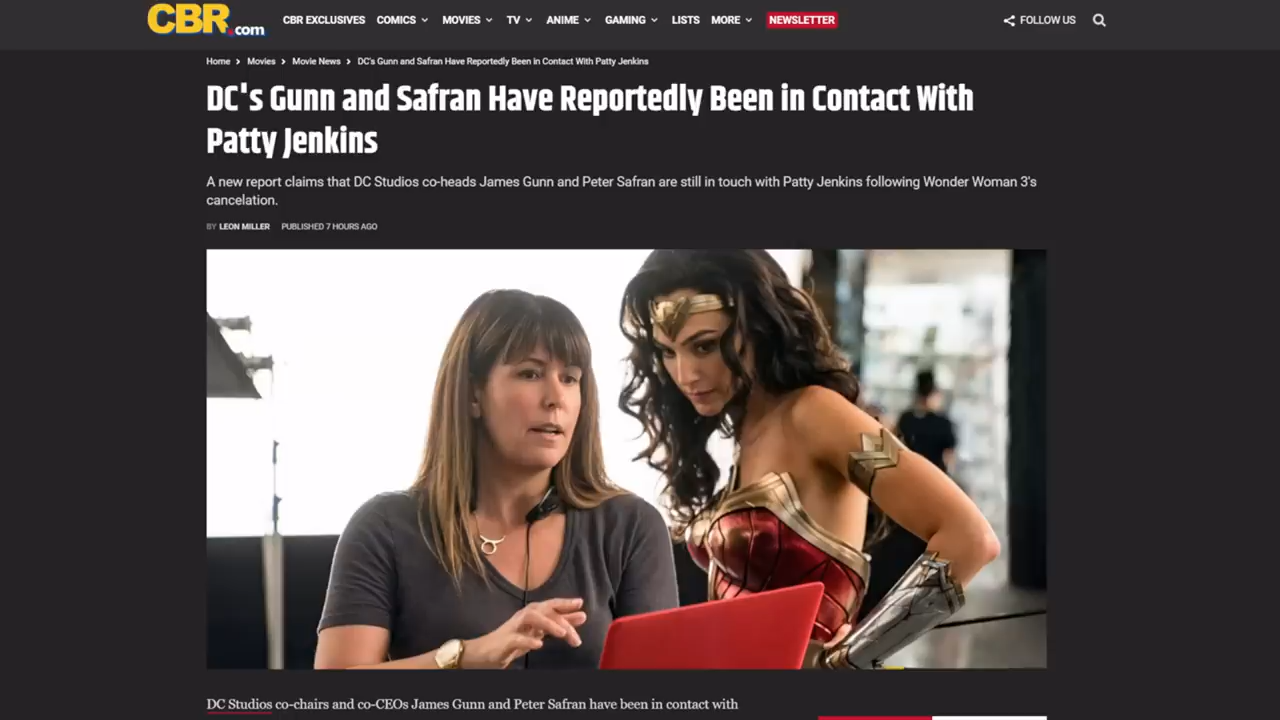 CBR.com
CBR EXCLUSIVES COMICS MOVIES TV ANIME GAMING LISTS MORE NEWSLETTER FOLLOW US
Home > Movies > Movie News > DC's Gunn and Safran Have Reportedly Been in Contact With Patty Jenkins
DC's Gunn and Safran Have Reportedly Been in Contact With
Patty Jenkins
A new report claims that DC Studios co-heads James Gunn and Peter Safran are still in touch with Patty Jenkins following Wonder Woman 3's
cancelation.
BY LEON MILLER PUBLISHED 7 HOURS AGO
DC Studios co-chairs and co-CEOs James Gunn and Peter Safran have been in contact with